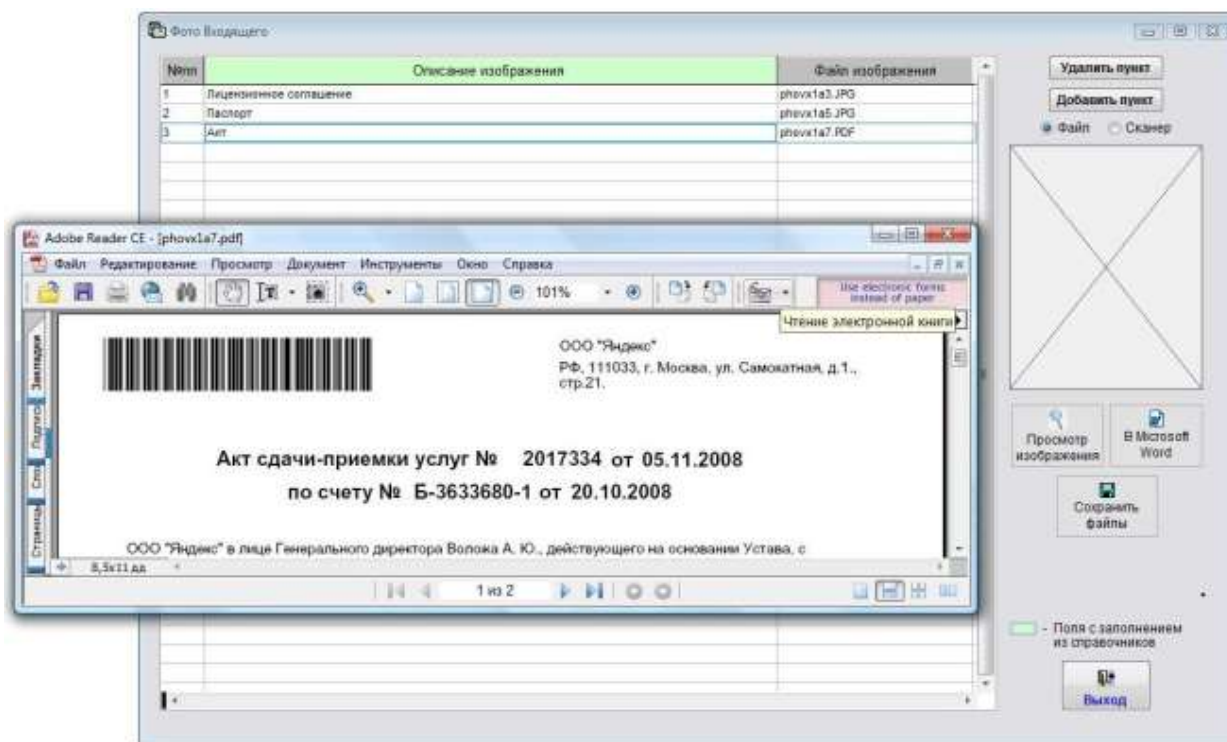 Фото Входящего
№пп Описание изображения Файл изображения
1 Лицензионное соглашение phovx1a3.JPG
2 Паспорт phovx1a5.JPG
3 Акт phovx1a7.PDF
Удалить пункт
Добавить пункт
Файл Сканер
Adobe Reader CE - [phovx1a7.pdf]
Файл Редактирование Просмотр Документ Инструменты Окно Справка
101%
Use electronic forms
instead of paper
Чтение электронной книги
Закладки
Подписи
Слои
Страницы
ООО "Яндекс"
РФ, 111033, г. Москва, ул. Самокатная, д.1.,
стр.21,
Акт сдачи-приемки услуг № 2017334 от 05.11.2008
по счету № Б-3633680-1 от 20.10.2008
ООО "Яндекс" в лице Генерального директора Воложа А. Ю., действующего на основании Устава, с
8,5x11 дд
1 из 2
Просмотр
изображения
В Microsoft
Word
Сохранить
файлы
- Поля с заполнением
из справочников
Выход